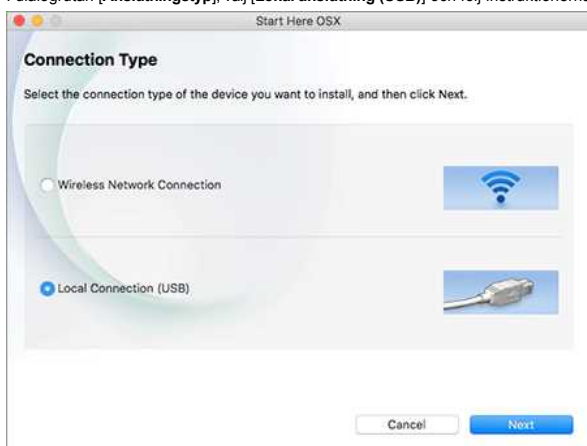 Start Here OSX
Connection Type
Select the connection type of the device you want to install, and then click Next.
Wireless Network Connection
Local Connection (USB)
Cancel
Next